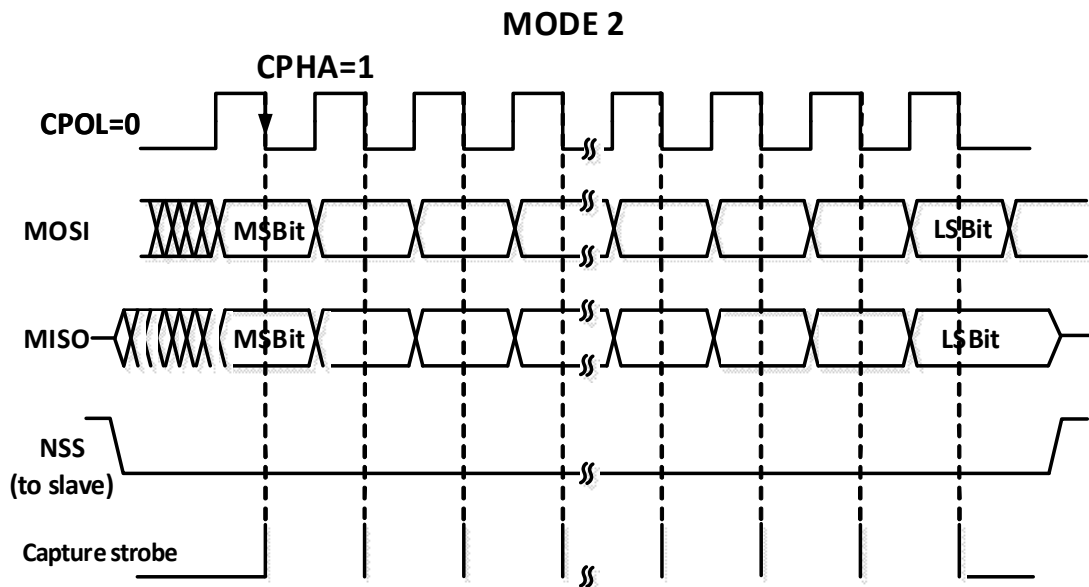 MODE 2
CPHA=1
CPOL=0
MOSI
MSBit
LSBit
MISO
MSBit
LSBit
NSS
(to slave)
Capture strobe